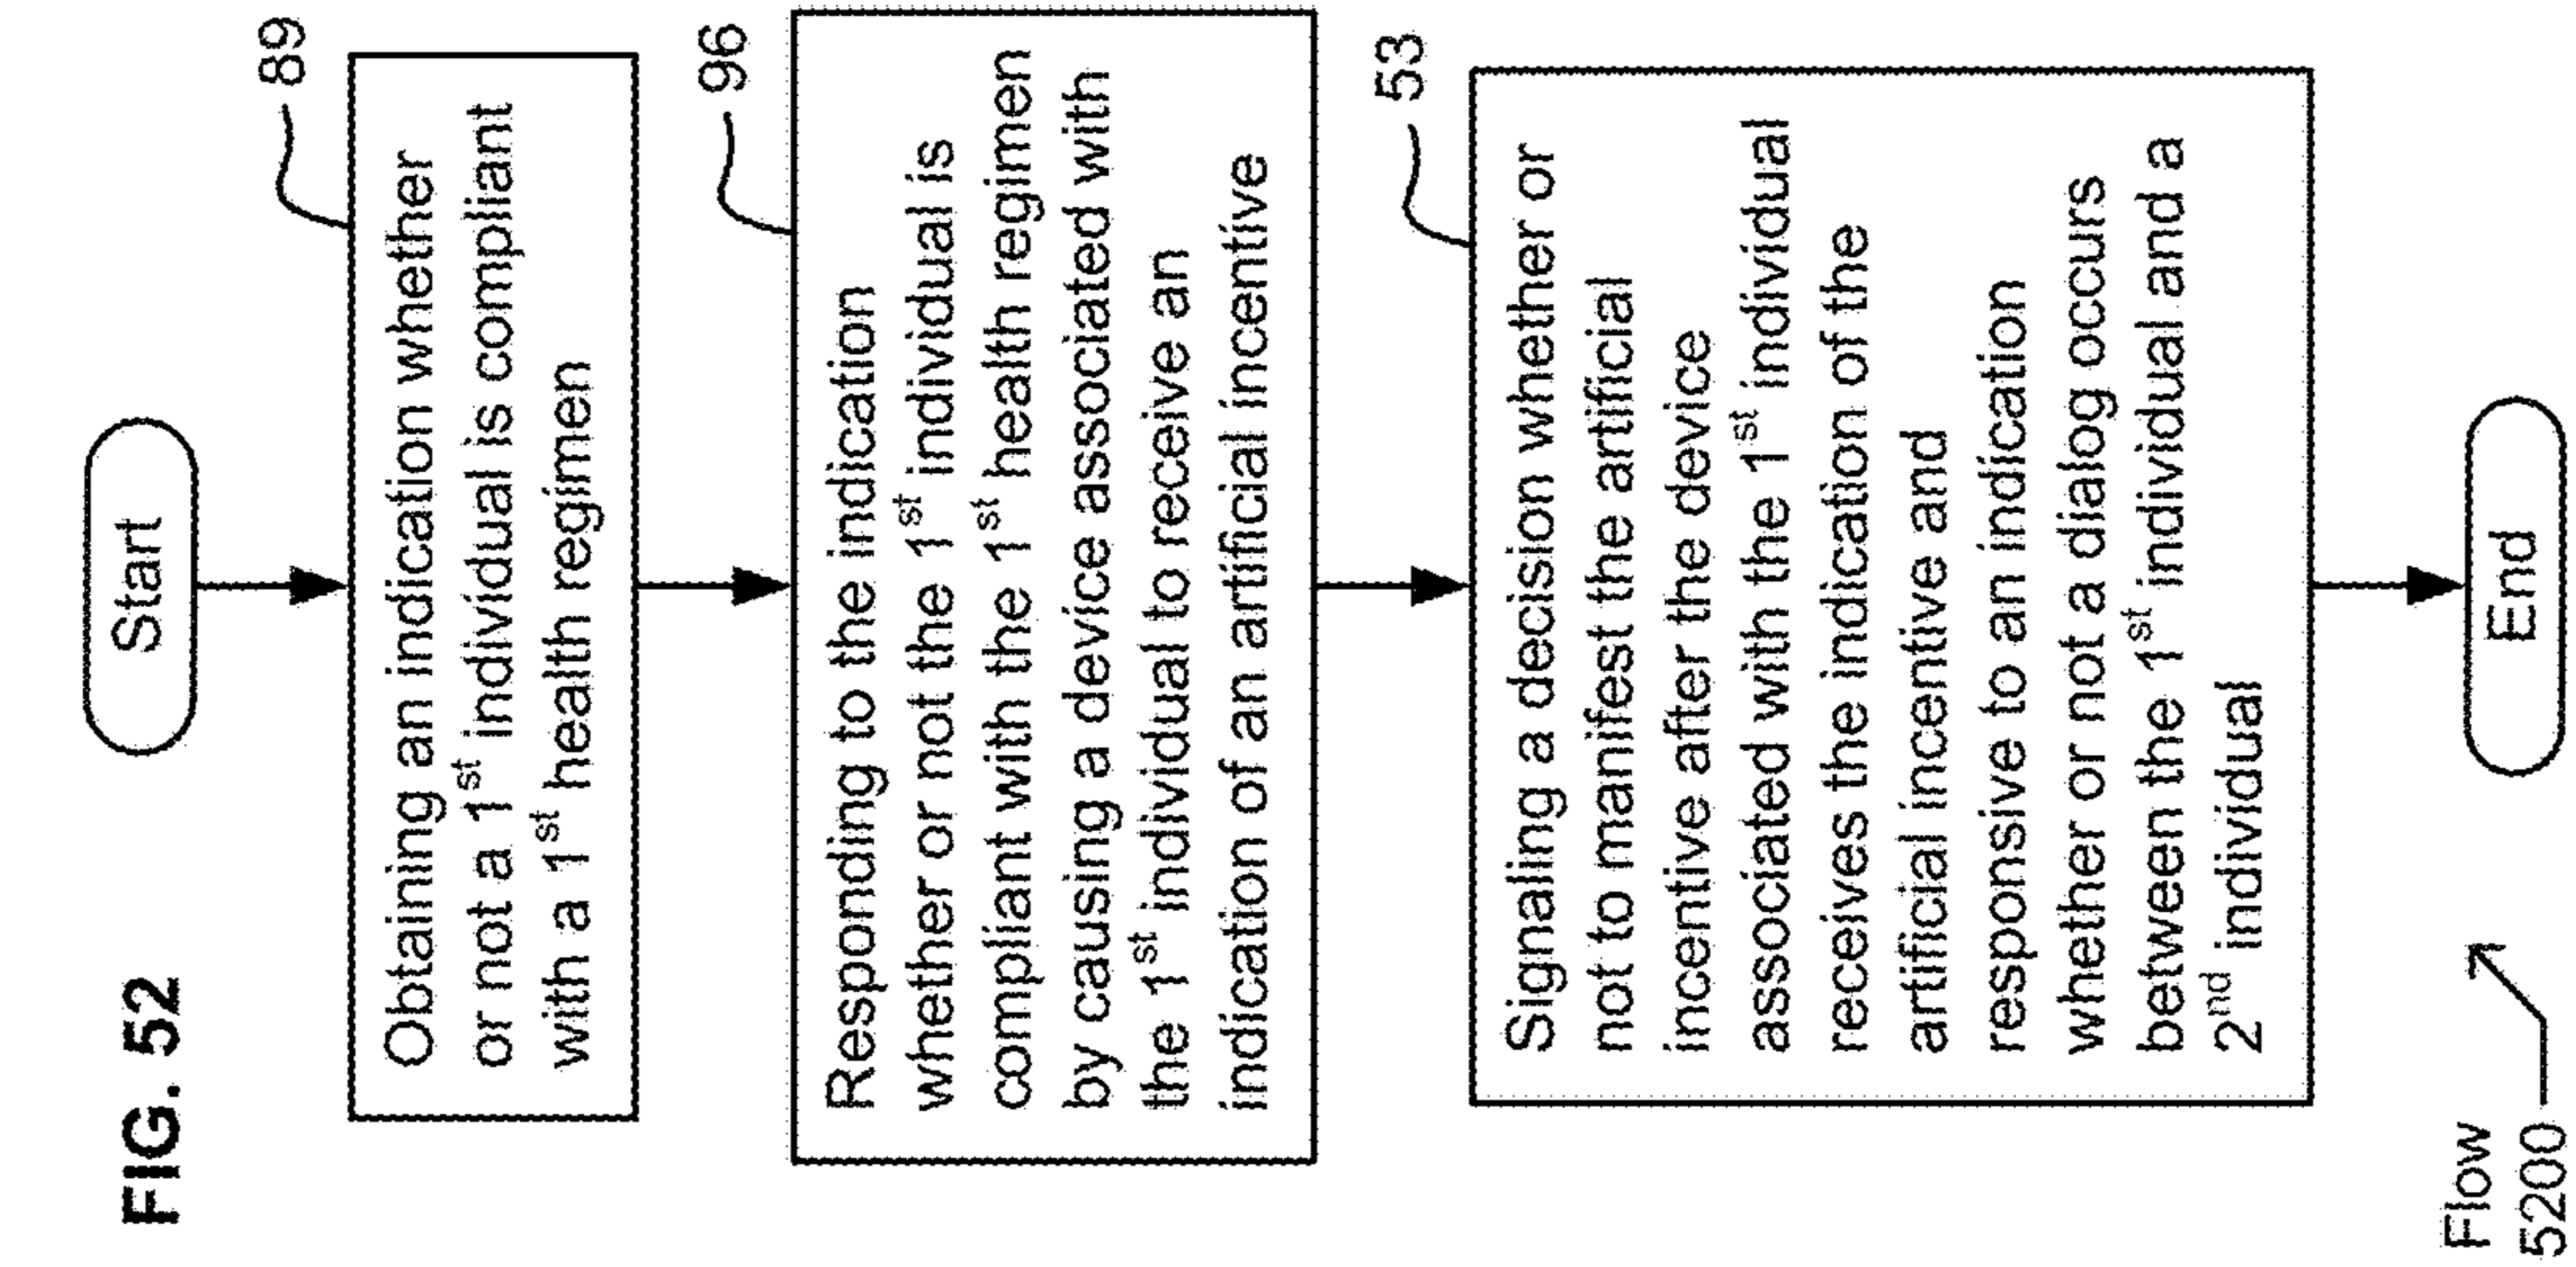 FIG. 52
Start
89
Obtaining an indication whether
or not a 1st individual is compliant
with a 1st health regimen
96
Responding to the indication
whether or not the 1st individual is
compliant with the 1st health regimen
by causing a device associated with
the 1st individual to receive an
indication of an artificial incentive
53
Signaling a decision whether or
not to manifest the artificial
incentive after the device
associated with the 1st individual
receives the indication of the
artificial incentive and
responsive to an indication
whether or not a dialog occurs
between the 1st individual and a
2nd individual
Flow
5200
End